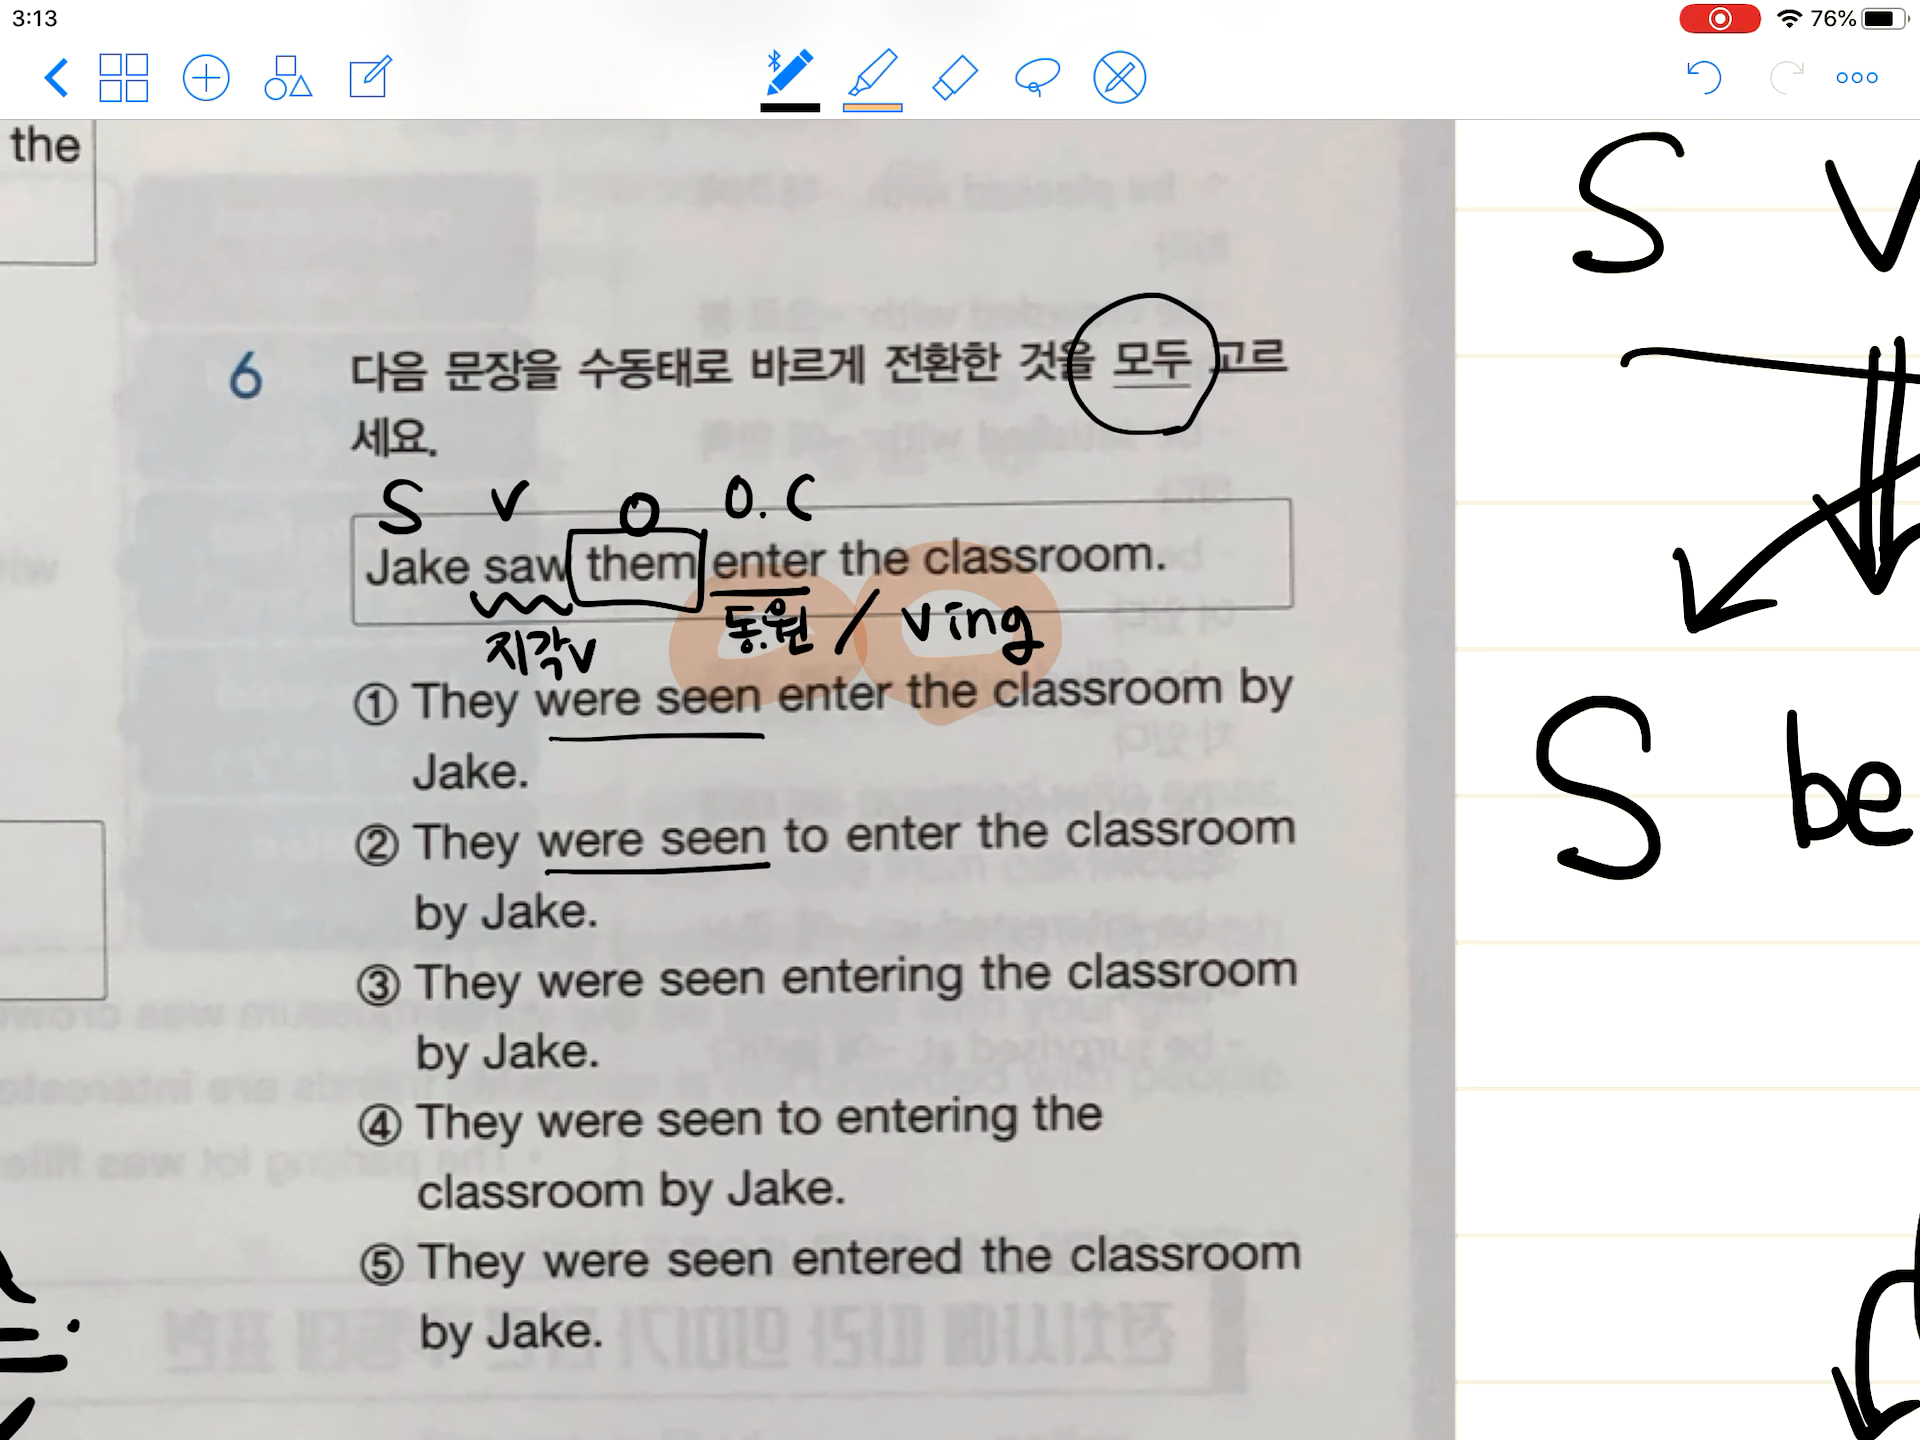 3:13
76%
the
6 다음 문장을 수동태로 바르게 전환한 것을 모두 고르
세요.
S V O O.C
Jake saw them enter the classroom.
지각V 동.원 / Ving
① They were seen enter the classroom by
Jake.
② They were seen to enter the classroom
by Jake.
③ They were seen entering the classroom
by Jake.
④ They were seen to entering the
classroom by Jake.
⑤ They were seen entered the classroom
by Jake.
S V
S be